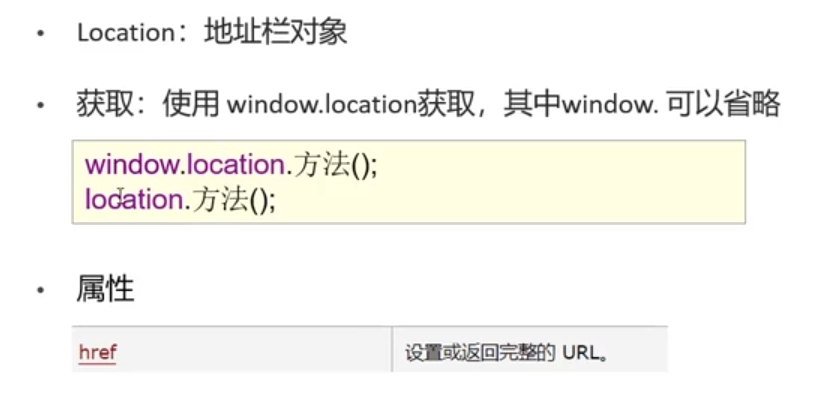 • Location：地址栏对象
• 获取：使用 window.location获取，其中window. 可以省略
window.location.方法();
location.方法();
• 属性
href 设置或返回完整的 URL。